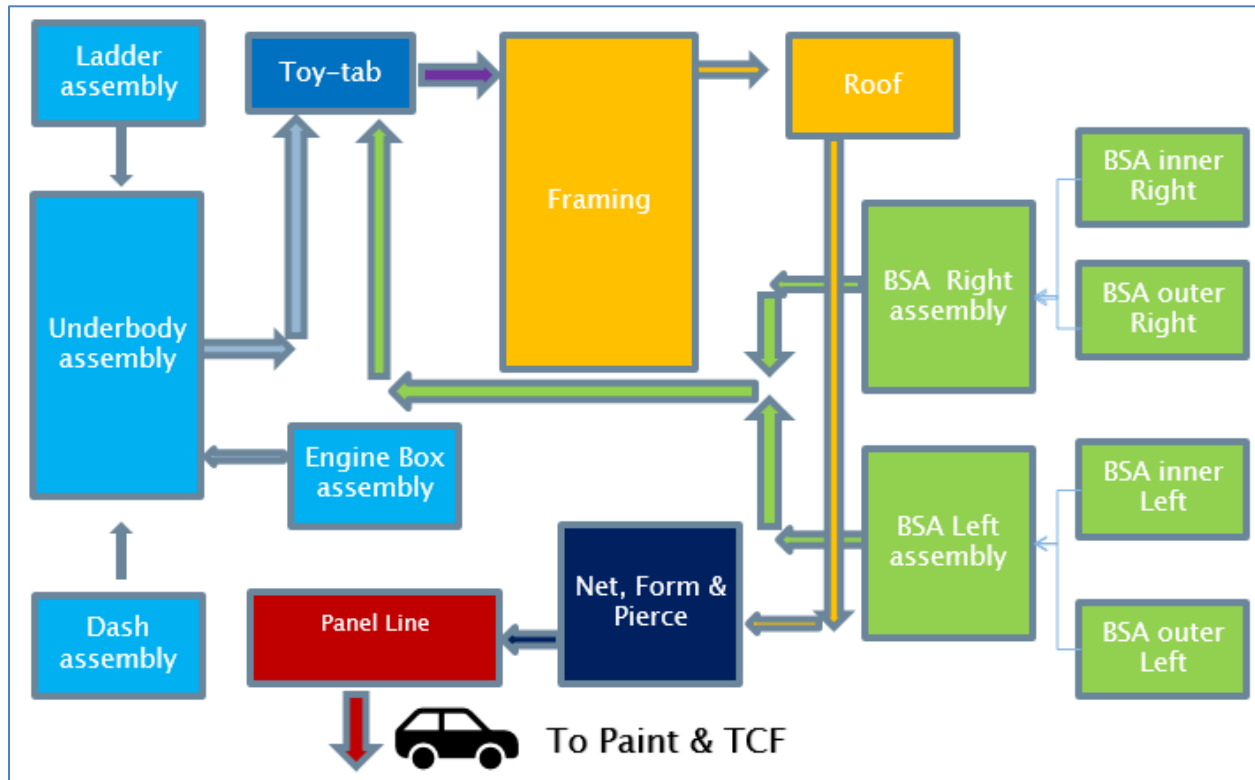 Ladder
assembly
Toy-tab
Framing
Roof
BSA inner
Right
BSA outer
Right
BSA  Right
assembly
Underbody
assembly
Engine Box
assembly
BSA inner
Left
BSA Left
assembly
BSA outer
Left
Net, Form &
Pierce
Panel Line
Dash
assembly
To Paint & TCF